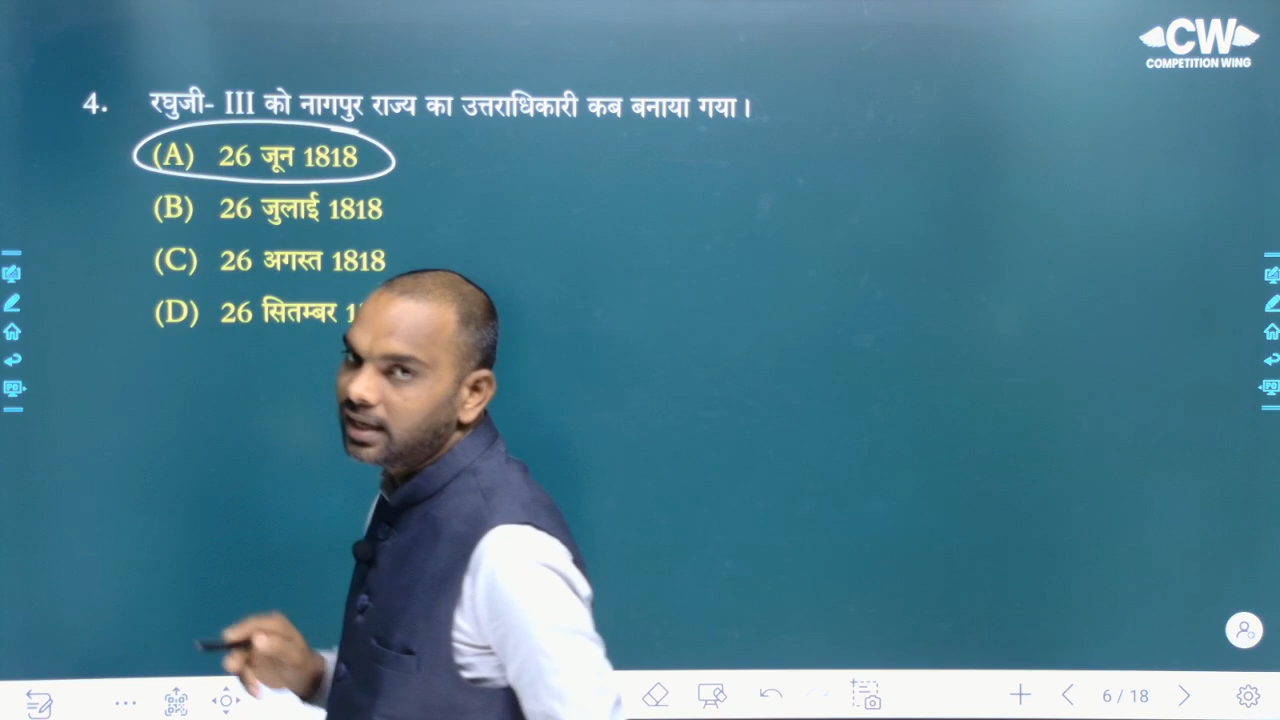 CW
COMPETITION WING
4. रघुजी- III को नागपुर राज्य का उत्तराधिकारी कब बनाया गया।
(A) 26 जून 1818
(B) 26 जुलाई 1818
(C) 26 अगस्त 1818
(D) 26 सितम्बर
6 / 18